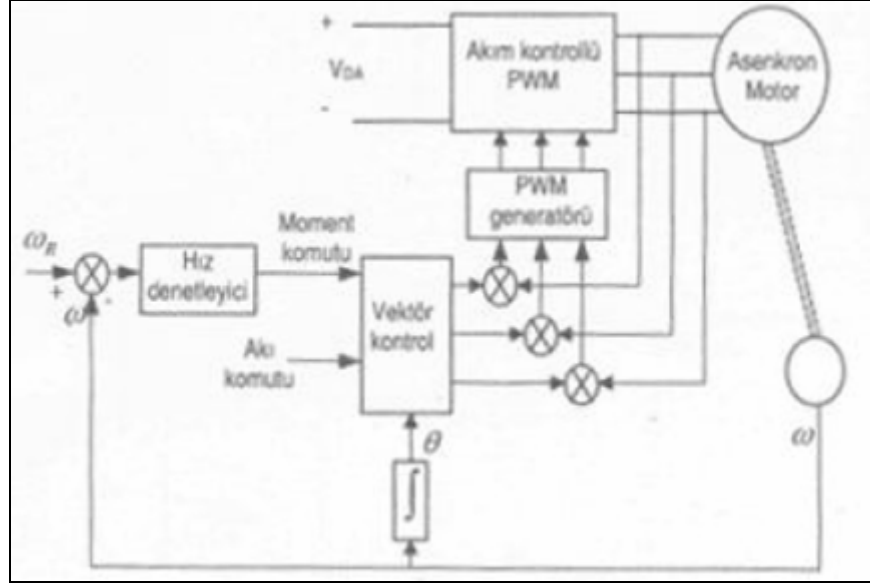 +
V_DA
-
Akım kontrollü
PWM
Asenkron
Motor
PWM
generatörü
Moment
komutu
ω_R
+
-
ω
Hız
denetleyici
Vektör
kontrol
Akı
komutu
θ
∫
ω